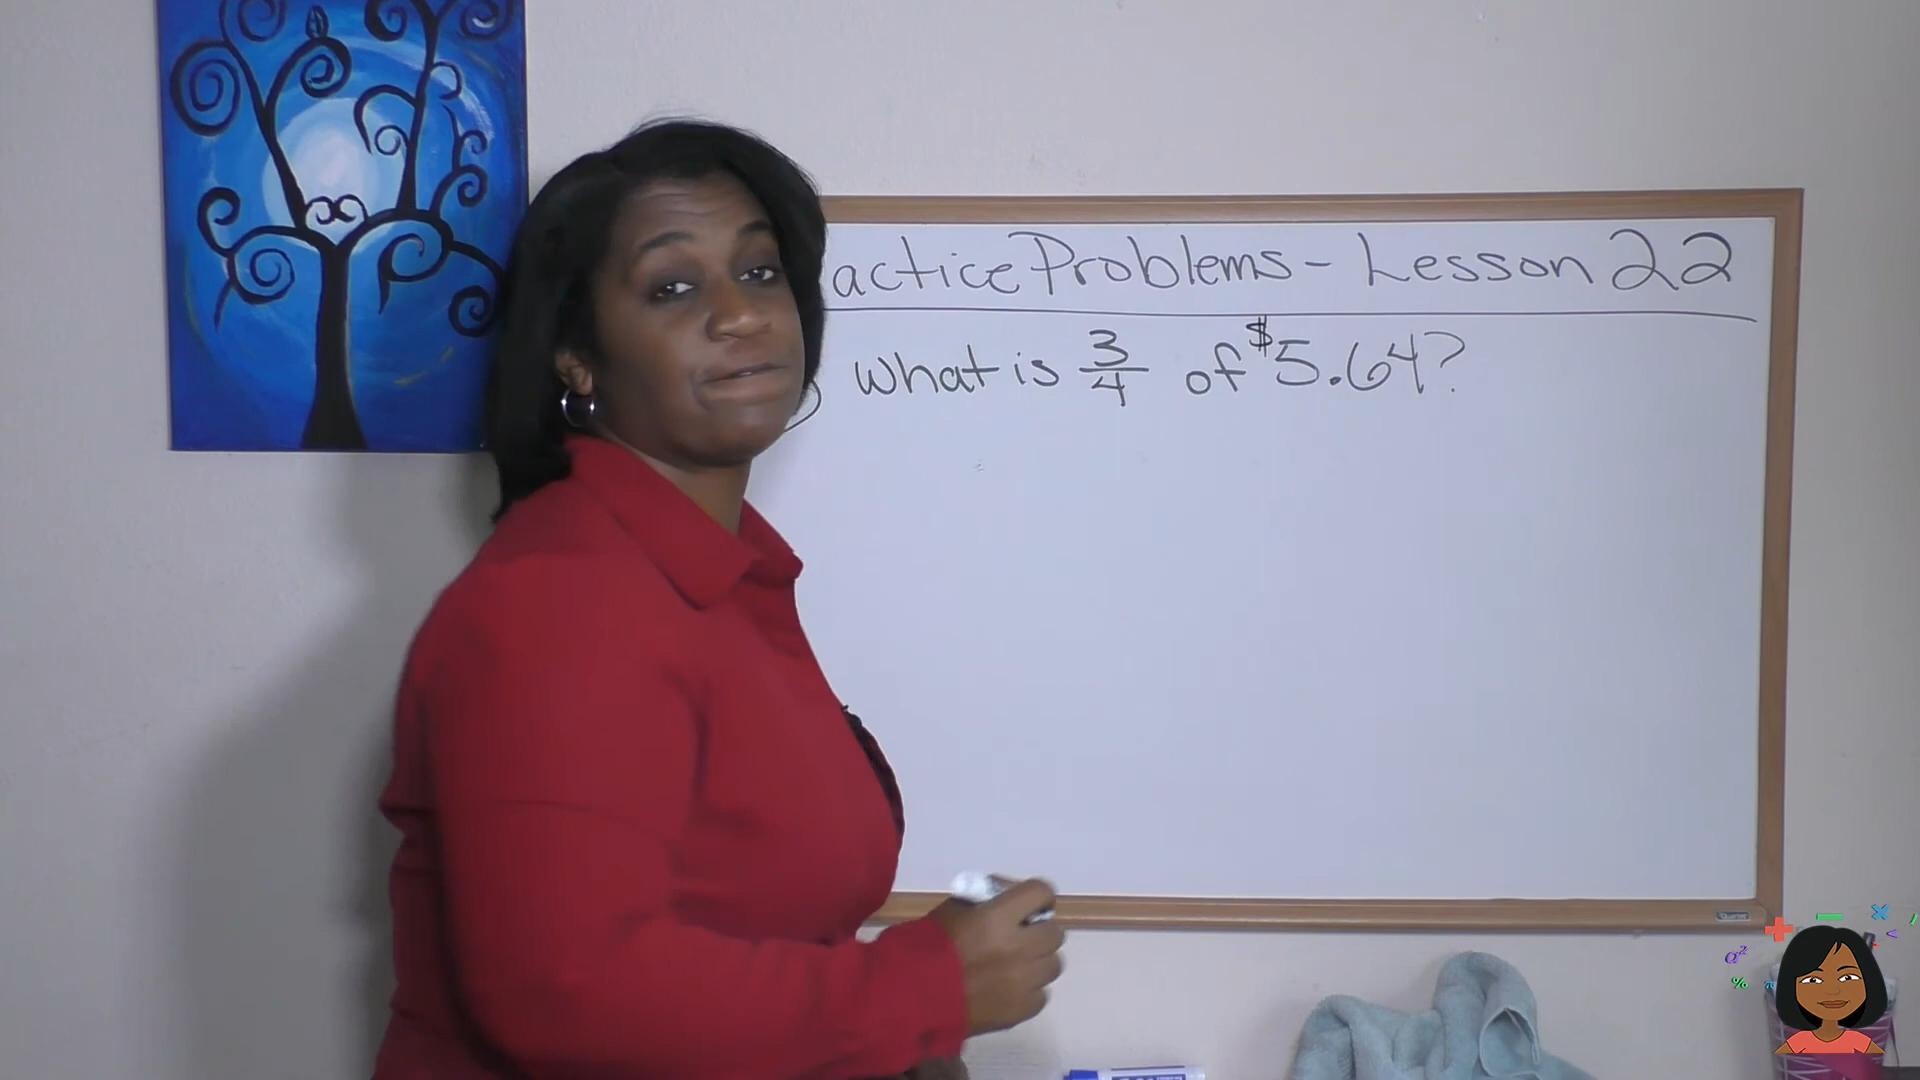 actice Problems - Lesson 22
What is 3/4 of $5.64?